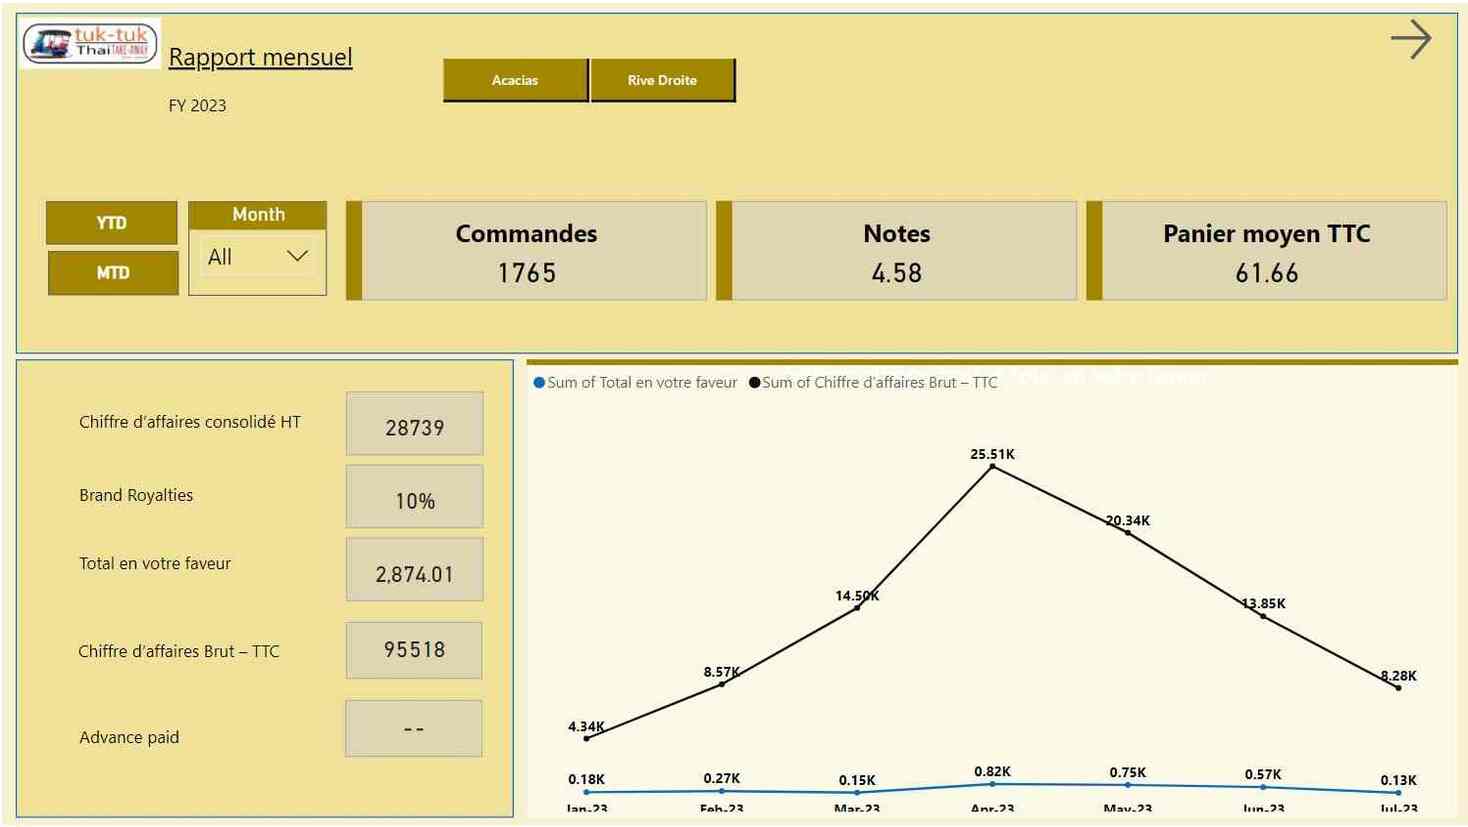 tuk-tuk
Thai TAKE-AWAY
Rapport mensuel
FY 2023
Acacias
Rive Droite
YTD
MTD
Month
All
Commandes
1765
Notes
4.58
Panier moyen TTC
61.66
Chiffre d'affaires consolidé HT
28739
Brand Royalties
10%
Total en votre faveur
2,874.01
Chiffre d'affaires Brut – TTC
95518
Advance paid
--
Sum of Total en votre faveur
Sum of Chiffre d'affaires Brut – TTC
25.51K
20.34K
14.50K
13.85K
8.57K
8.28K
4.34K
0.18K
0.27K
0.15K
0.82K
0.75K
0.57K
0.13K
Jan-23
Feb-23
Mar-23
Apr-23
May-23
Jun-23
Jul-23